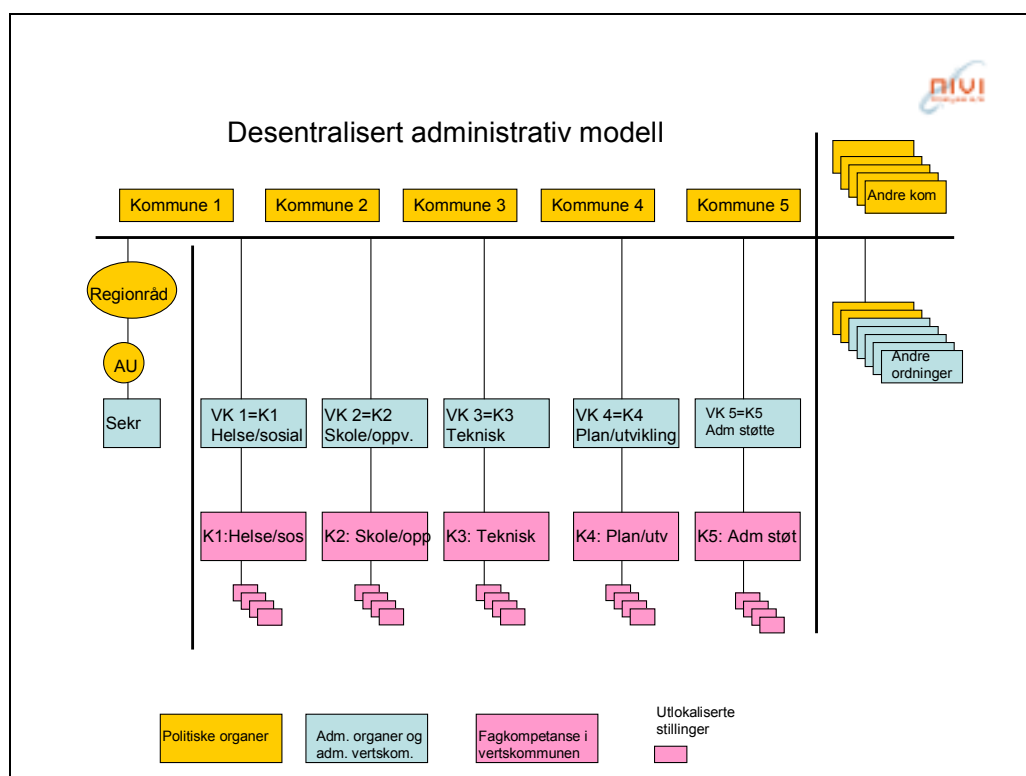 NIVI
Desentralisert administrativ modell
Kommune 1
Kommune 2
Kommune 3
Kommune 4
Kommune 5
Andre kom
Regionråd
AU
Sekr
VK 1=K1
Helse/sosial
VK 2=K2
Skole/oppv.
VK 3=K3
Teknisk
VK 4=K4
Plan/utvikling
VK 5=K5
Adm støtte
Andre
ordninger
K1:Helse/sos
K2: Skole/opp
K3: Teknisk
K4: Plan/utv
K5: Adm støt
Politiske organer
Adm. organer og
adm. vertskom.
Fagkompetanse i
vertskommunen
Utlokaliserte
stillinger